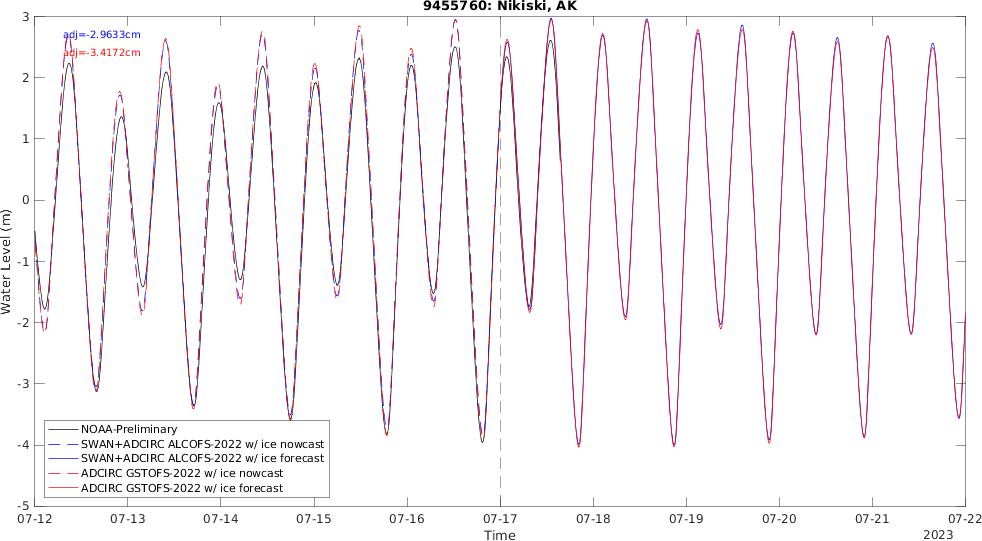 9455760: Nikiski, AK
adj=-2.9633cm
adj=-3.4172cm
3
2
1
0
-1
-2
-3
-4
-5
Water Level (m)
NOAA-Preliminary
SWAN+ADCIRC ALCOFS-2022 w/ ice nowcast
SWAN+ADCIRC ALCOFS-2022 w/ ice forecast
ADCIRC GSTOFS-2022 w/ ice nowcast
ADCIRC GSTOFS-2022 w/ ice forecast
07-12 07-13 07-14 07-15 07-16 07-17 07-18 07-19 07-20 07-21 07-22
Time
2023